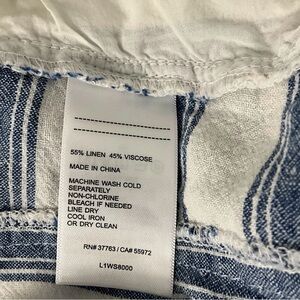 55% LINEN 45% VISCOSE
MADE IN CHINA
MACHINE WASH COLD
SEPARATELY
NON-CHLORINE
BLEACH IF NEEDED
LINE DRY
COOL IRON
OR DRY CLEAN
RN# 37763 / CA# 55972
L1WS8000